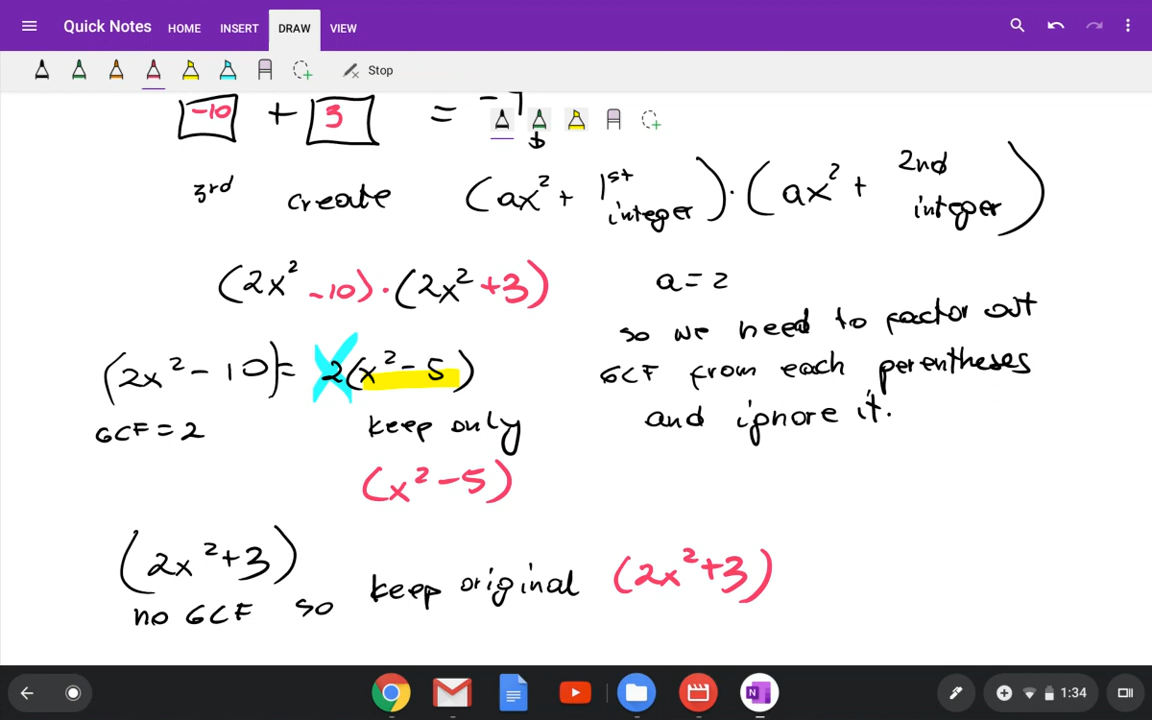 Quick Notes HOME INSERT DRAW VIEW
Stop
-10 + 3 = -7
b
3rd create (ax² + 1st integer) · (ax² + 2nd integer)
(2x² -10) · (2x² +3) a = 2
so we need to factor out
(2x² - 10) = 2(x² - 5) GCF from each parentheses
GCF = 2 keep only and ignore it.
(x² - 5)
(2x² + 3) keep original (2x² + 3)
no GCF so
1:34